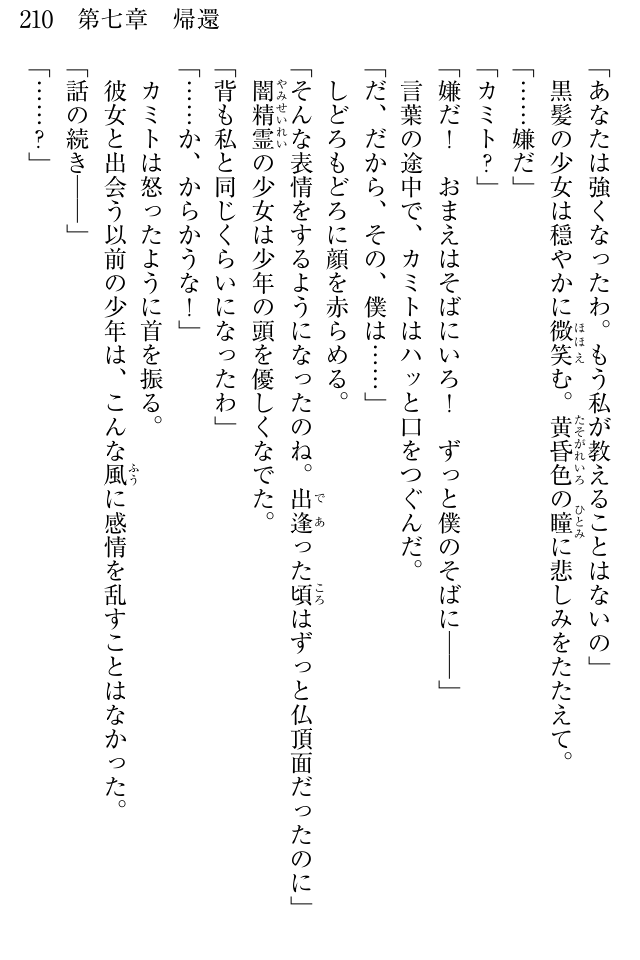 210　第七章　帰還
「あなたは強くなったわ。もう私が教えることはないの」
　黒髪の少女は穏やかに微笑む。黄昏色の瞳に悲しみをたたえて。
「……嫌だ」
「カミト?」
「嫌だ!　おまえはそばにいろ!　ずっと僕のそばに――」
　言葉の途中で、カミトはハッと口をつぐんだ。
「だ、だから、その、僕は……」
　しどろもどろに顔を赤らめる。
「そんな表情をするようになったのね。出逢った頃はずっと仏頂面だったのに」
　闇精霊の少女は少年の頭を優しくなでた。
「背も私と同じくらいになったわ」
「……か、からかうな!」
　カミトは怒ったように首を振る。
　彼女と出会う以前の少年は、こんな風に感情を乱すことはなかった。
「話の続き――」
「……?」